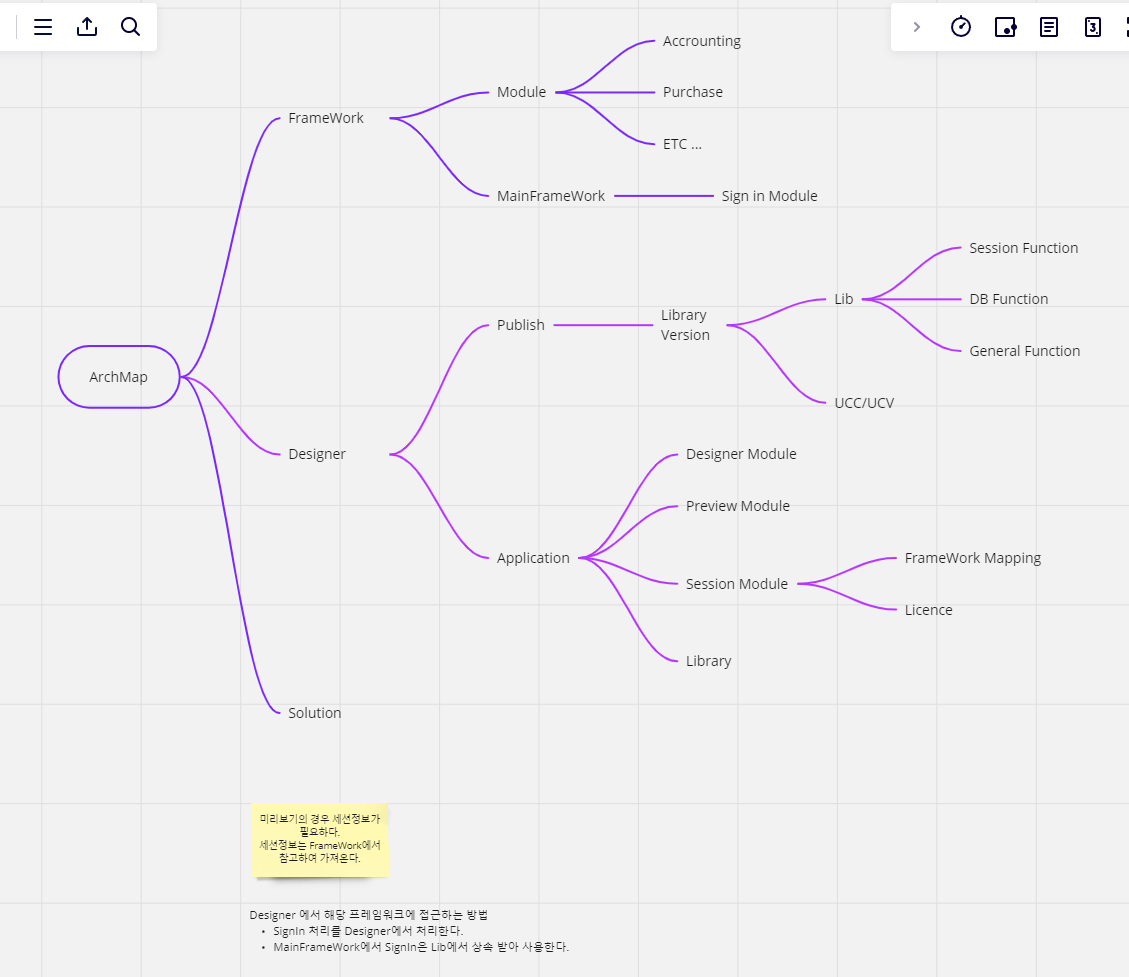 Accrounting
Module
Purchase
FrameWork
ETC ...
MainFrameWork
Sign in Module
Session Function
Lib
DB Function
Publish
Library
Version
General Function
ArchMap
UCC/UCV
Designer
Designer Module
Preview Module
Application
FrameWork Mapping
Session Module
Licence
Library
Solution
미리보기의 경우 세션정보가
필요하다.
세션정보는 FrameWork에서
참고하여 가져온다.
Designer 에서 해당 프레임워크에 접근하는 방법
• SignIn 처리를 Designer에서 처리한다.
• MainFrameWork에서 SignIn은 Lib에서 상속 받아 사용한다.